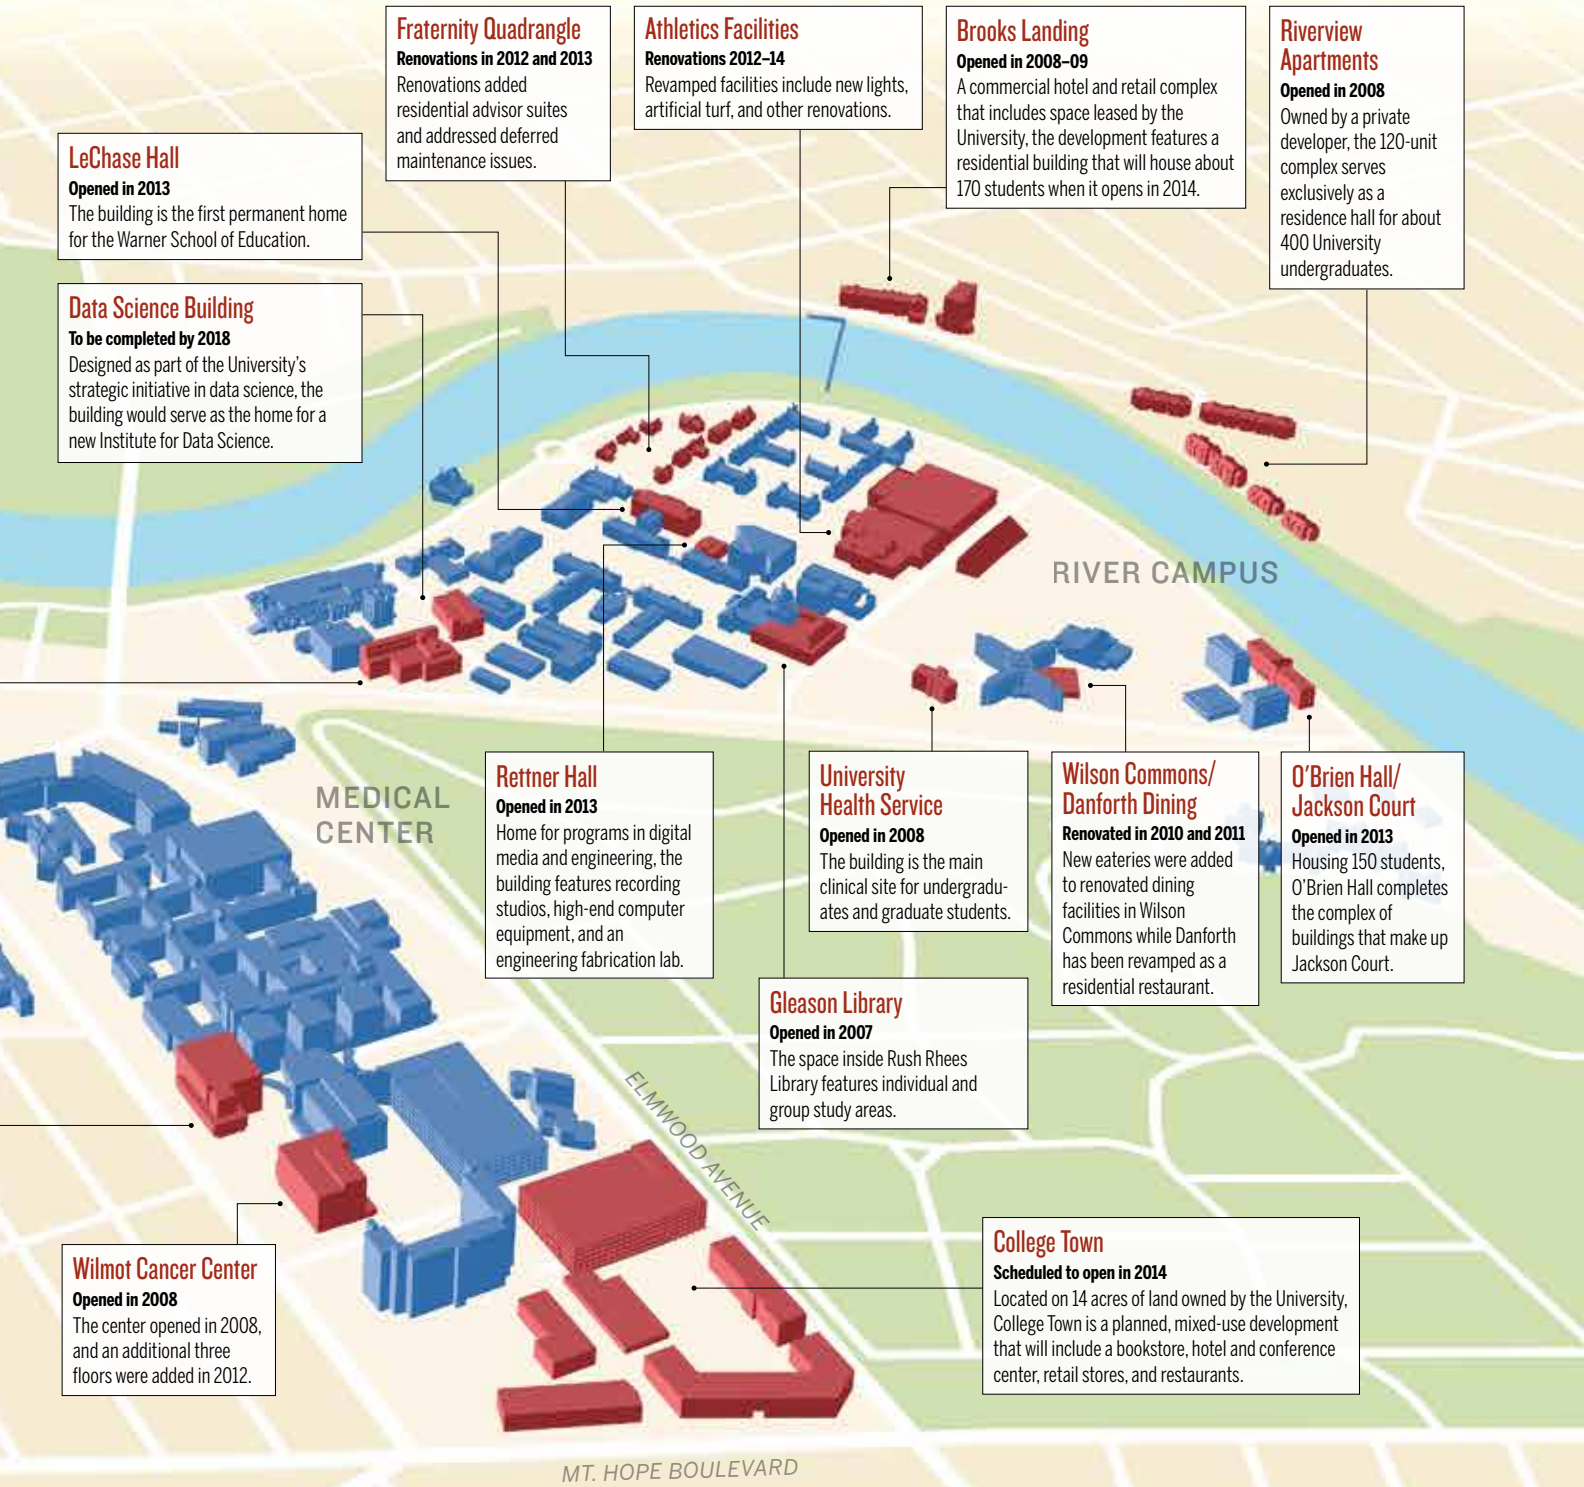 Fraternity Quadrangle
Renovations in 2012 and 2013
Renovations added
residential advisor suites
and addressed deferred
maintenance issues.
Athletics Facilities
Renovations 2012–14
Revamped facilities include new lights,
artificial turf, and other renovations.
Brooks Landing
Opened in 2008–09
A commercial hotel and retail complex
that includes space leased by the
University, the development features a
residential building that will house about
170 students when it opens in 2014.
Riverview
Apartments
Opened in 2008
Owned by a private
developer, the 120-unit
complex serves
exclusively as a
residence hall for about
400 University
undergraduates.
LeChase Hall
Opened in 2013
The building is the first permanent home
for the Warner School of Education.
Data Science Building
To be completed by 2018
Designed as part of the University's
strategic initiative in data science, the
building would serve as the home for a
new Institute for Data Science.
RIVER CAMPUS
MEDICAL
CENTER
Rettner Hall
Opened in 2013
Home for programs in digital
media and engineering, the
building features recording
studios, high-end computer
equipment, and an
engineering fabrication lab.
University
Health Service
Opened in 2008
The building is the main
clinical site for undergradu-
ates and graduate students.
Wilson Commons/
Danforth Dining
Renovated in 2010 and 2011
New eateries were added
to renovated dining
facilities in Wilson
Commons while Danforth
has been revamped as a
residential restaurant.
O'Brien Hall/
Jackson Court
Opened in 2013
Housing 150 students,
O'Brien Hall completes
the complex of
buildings that make up
Jackson Court.
Gleason Library
Opened in 2007
The space inside Rush Rhees
Library features individual and
group study areas.
ELMWOOD AVENUE
Wilmot Cancer Center
Opened in 2008
The center opened in 2008,
and an additional three
floors were added in 2012.
College Town
Scheduled to open in 2014
Located on 14 acres of land owned by the University,
College Town is a planned, mixed-use development
that will include a bookstore, hotel and conference
center, retail stores, and restaurants.
MT. HOPE BOULEVARD